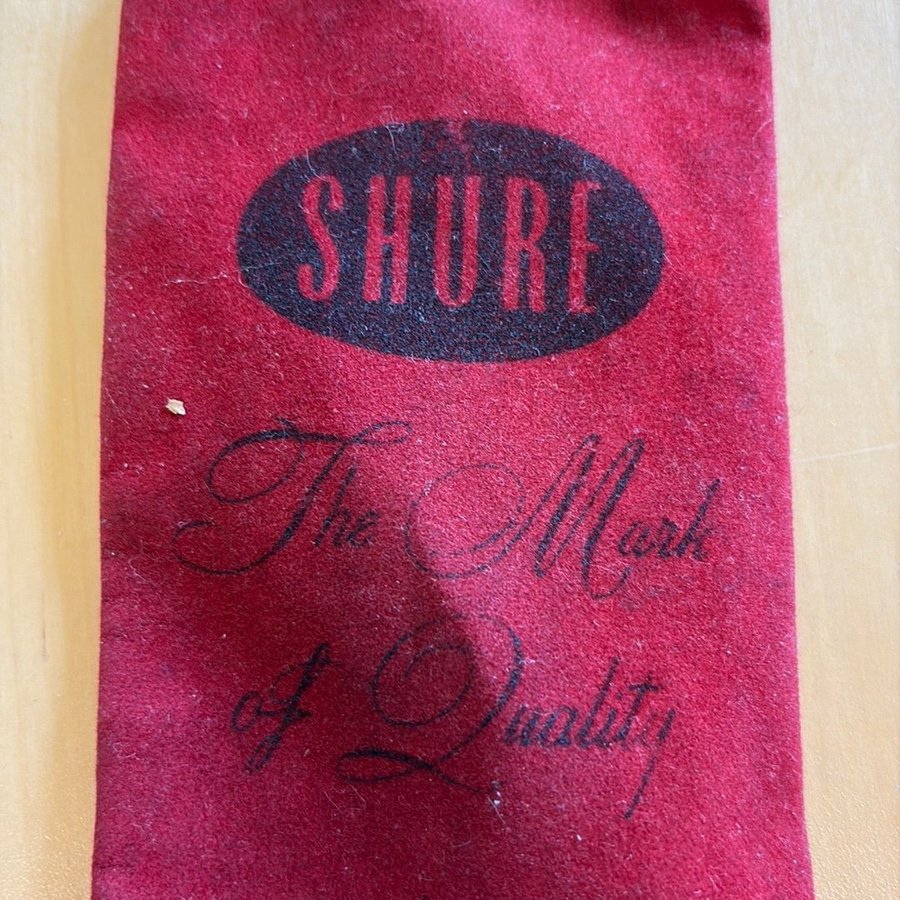 SHURE
The Mark
of Quality